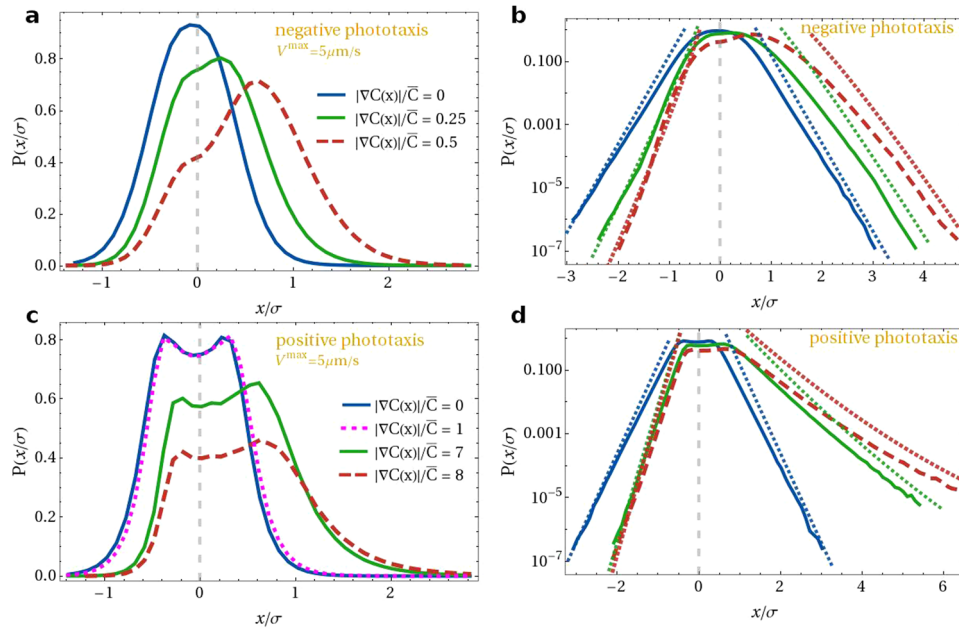 a
negative phototaxis
V^max=5μm/s
|∇C(x)|/C̅ = 0
|∇C(x)|/C̅ = 0.25
|∇C(x)|/C̅ = 0.5
P(x/σ)
0.8
0.6
0.4
0.2
0.0
−1 0 1 2
x/σ
b
negative phototaxis
P(x/σ)
0.100
0.001
10^−5
10^−7
−3 −2 −1 0 1 2 3 4
x/σ
c
positive phototaxis
V^max=5μm/s
|∇C(x)|/C̅ = 0
|∇C(x)|/C̅ = 1
|∇C(x)|/C̅ = 7
|∇C(x)|/C̅ = 8
P(x/σ)
0.8
0.6
0.4
0.2
0.0
−1 0 1 2
x/σ
d
positive phototaxis
P(x/σ)
0.100
0.001
10^−5
10^−7
−2 0 2 4 6
x/σ